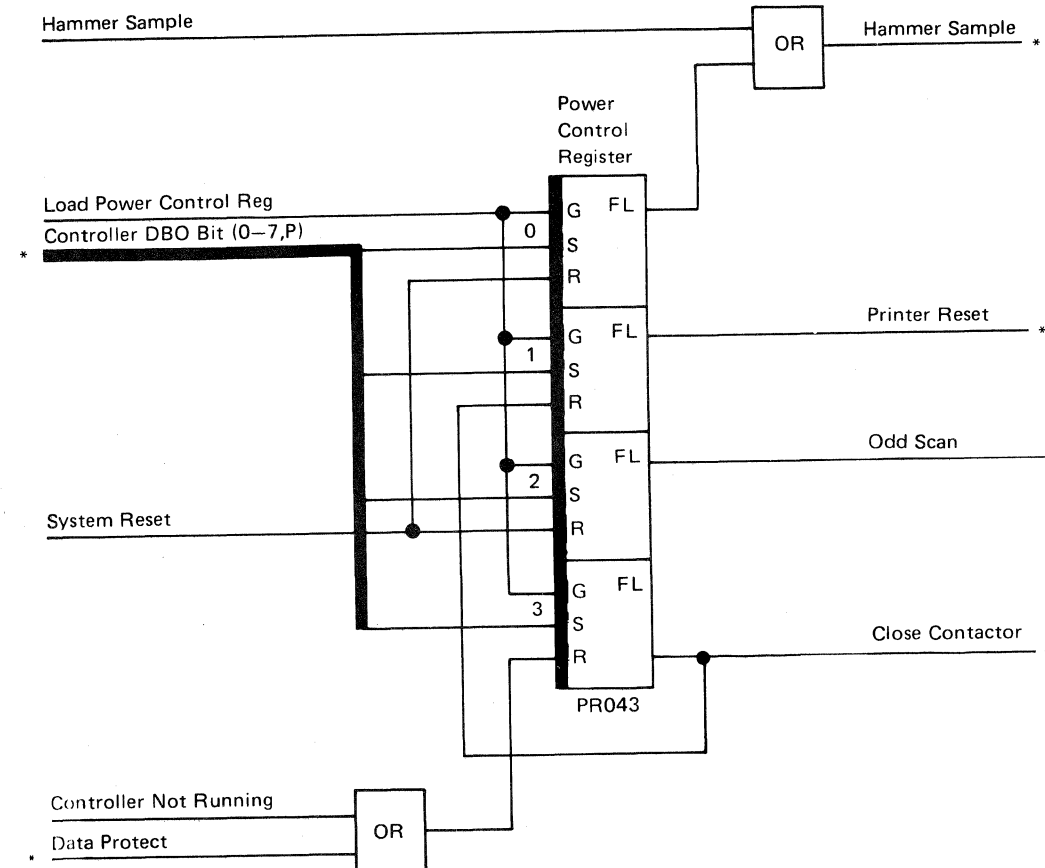 Hammer Sample
OR
Hammer Sample *
Power
Control
Register
Load Power Control Reg
* Controller DBO Bit (0–7,P)
G FL
0
S
R
Printer Reset *
G FL
1
S
R
Odd Scan
G FL
2
S
System Reset
R
G FL
3
S
Close Contactor
R
PR043
Controller Not Running
OR
* Data Protect